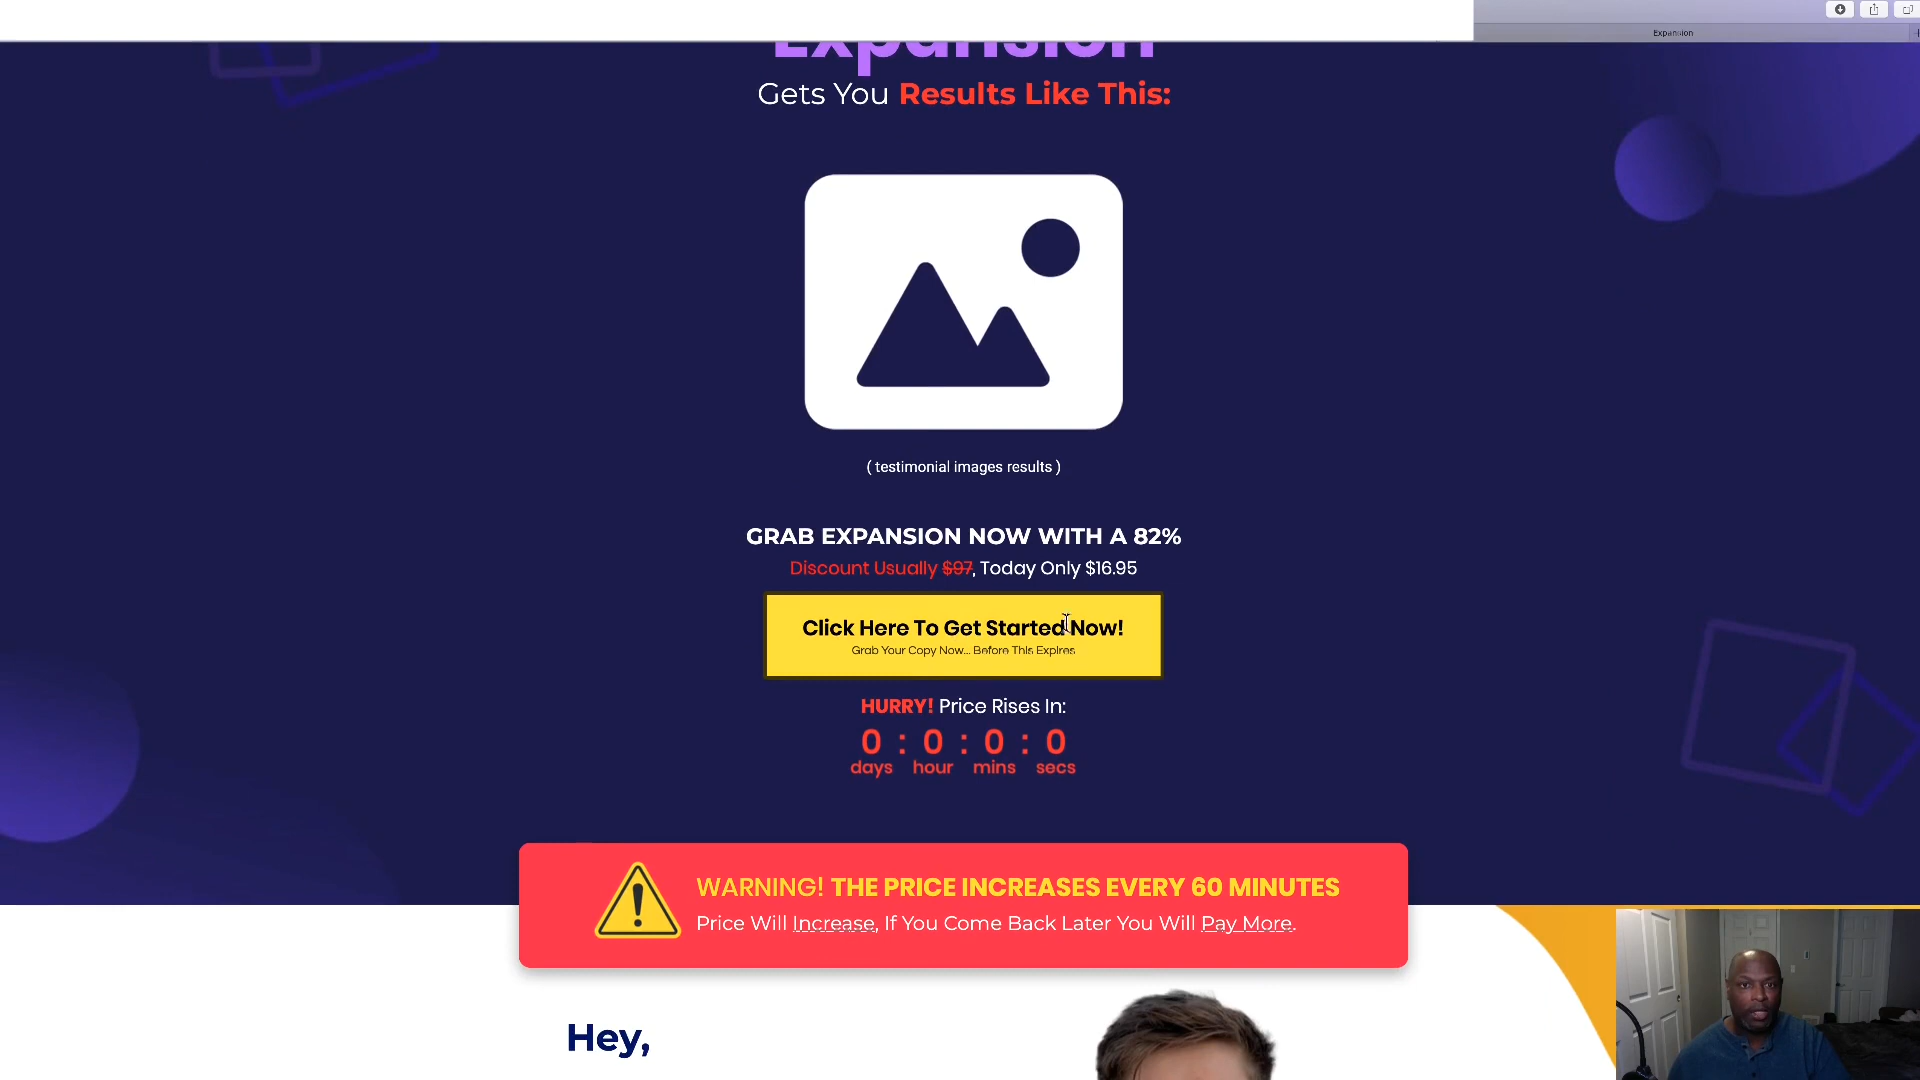 Expansion
Expansion
Gets You Results Like This:
( testimonial images results )
GRAB EXPANSION NOW WITH A 82%
Discount Usually $97, Today Only $16.95
Click Here To Get Started Now!
Grab Your Copy Now... Before This Expires
HURRY! Price Rises In:
0 : 0 : 0 : 0
days hour mins secs
WARNING! THE PRICE INCREASES EVERY 60 MINUTES
Price Will Increase, If You Come Back Later You Will Pay More.
Hey,